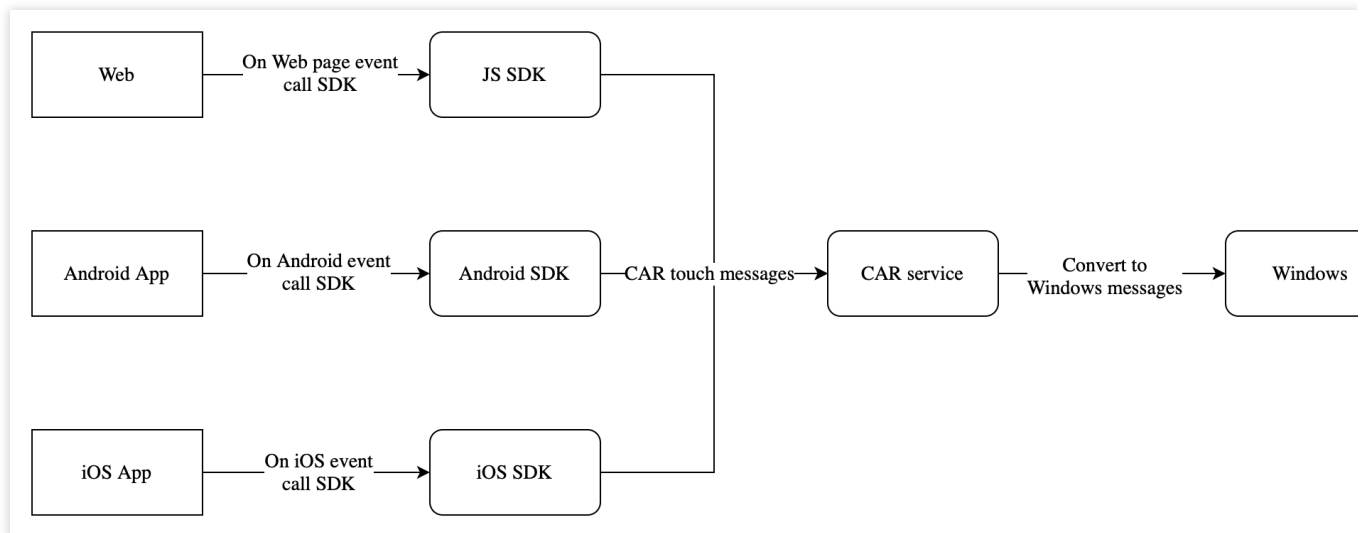 Web
On Web page event
call SDK
JS SDK
Android App
On Android event
call SDK
Android SDK
CAR touch messages
CAR service
Convert to
Windows messages
Windows
iOS App
On iOS event
call SDK
iOS SDK